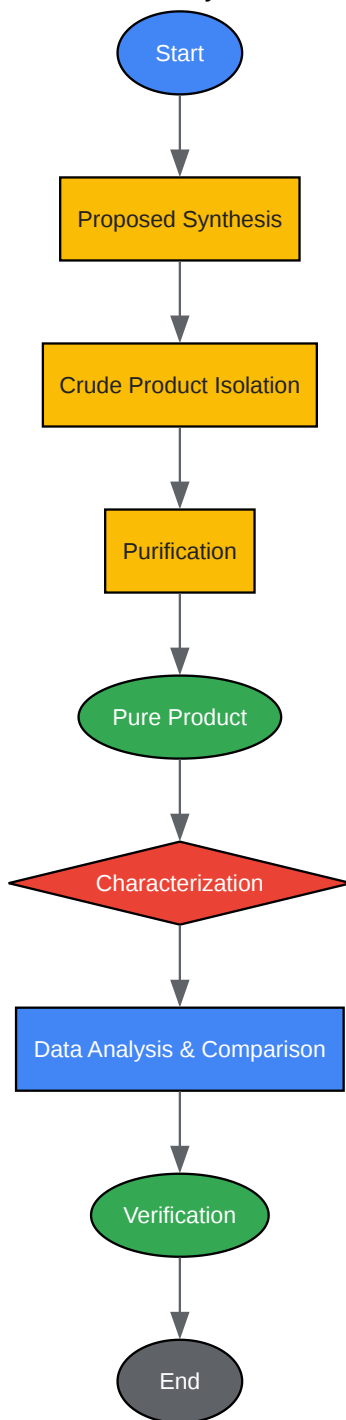 Start
Proposed Synthesis
Crude Product Isolation
Purification
Pure Product
Characterization
Data Analysis & Comparison
Verification
End